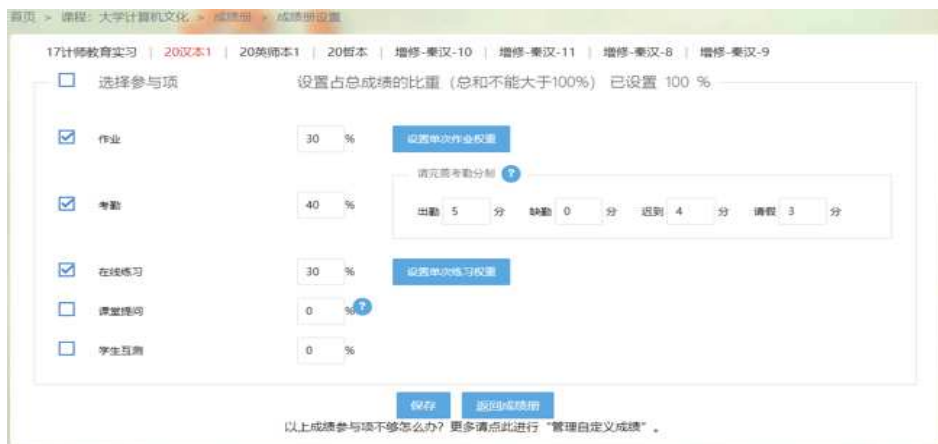 首页 > 课程：大学计算机文化 > 成绩册 > 成绩册设置
17计师教育实习 | 20汉本1 | 20英师本1 | 20哲本 | 增修-秦汉-10 | 增修-秦汉-11 | 增修-秦汉-8 | 增修-秦汉-9
选择参与项 设置占总成绩的比重（总和不能大于100%） 已设置 100 %
作业 30 % 设置单次作业权重
请完善考勤分制 ?
考勤 40 % 出勤 5 分 缺勤 0 分 迟到 4 分 请假 3 分
在线练习 30 % 设置单次练习权重
课堂提问 0 % ?
学生互测 0 %
保存 返回成绩册
以上成绩参与项不够怎么办？更多请点此进行“管理自定义成绩”。